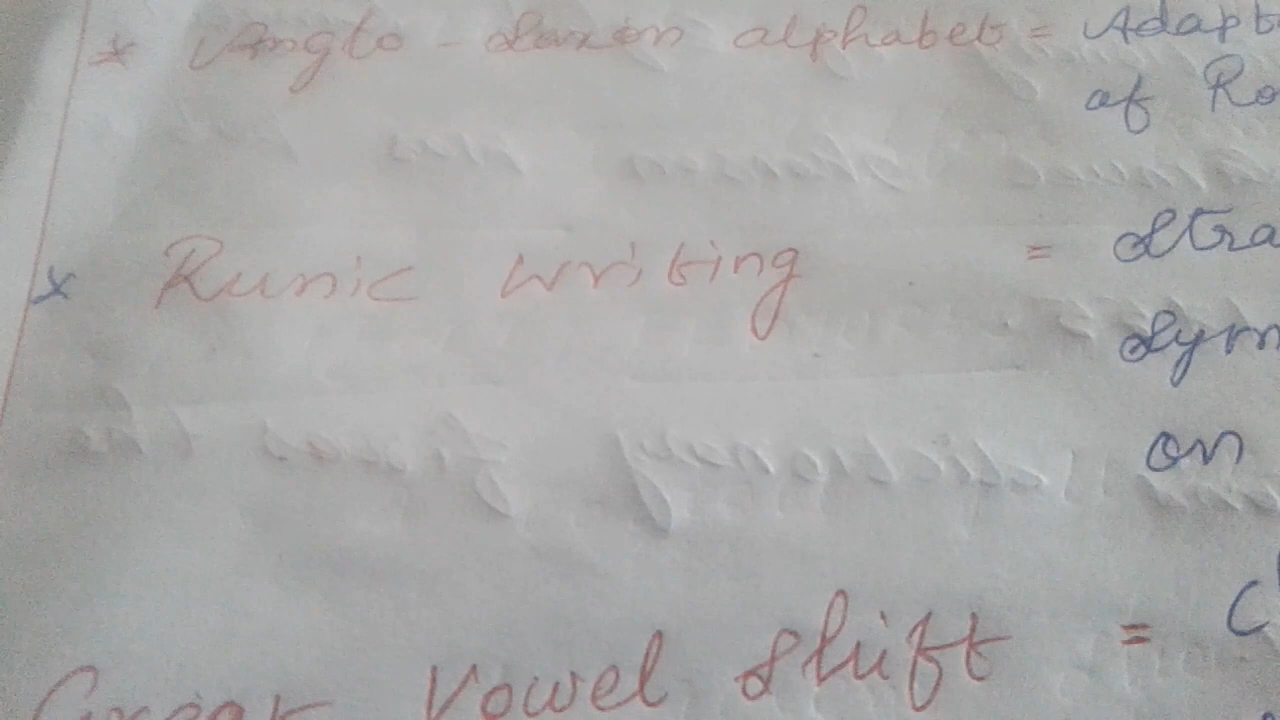 * Anglo - Saxon alphabet = Adapt
of Ro
x Runic writing = Stra
Sym
on
Great Vowel Shift = C